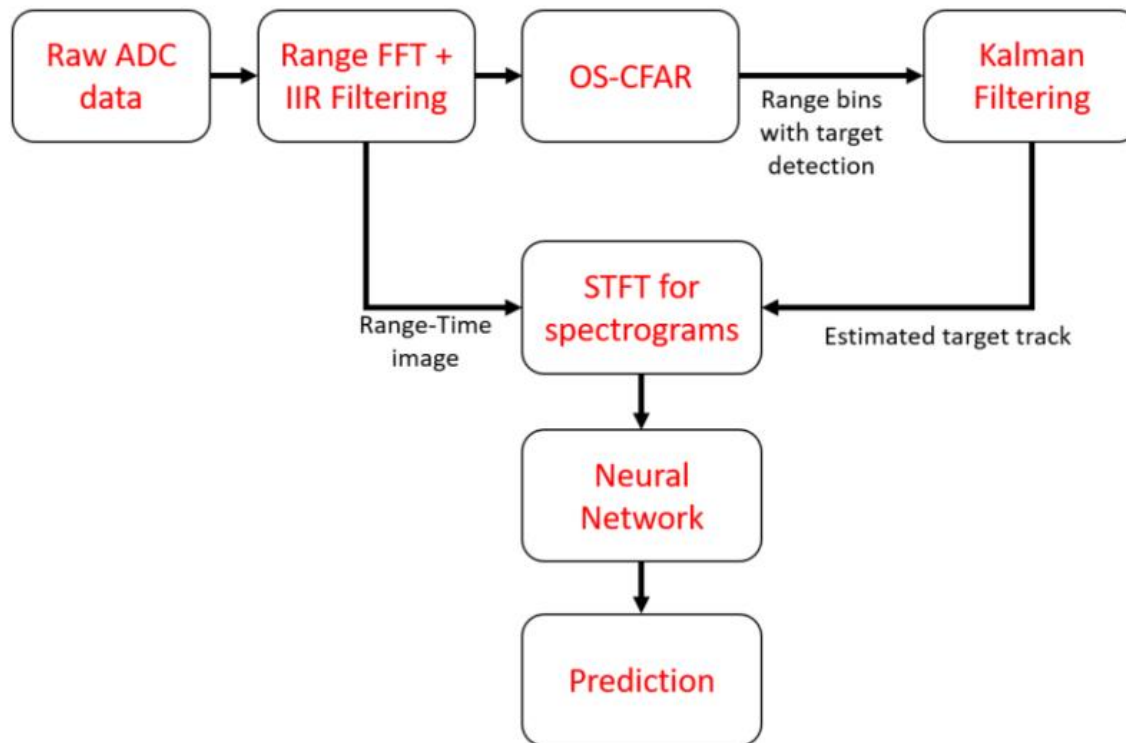 Raw ADC
data
Range FFT +
IIR Filtering
OS-CFAR
Range bins
with target
detection
Kalman
Filtering
Range-Time
image
STFT for
spectrograms
Estimated target track
Neural
Network
Prediction